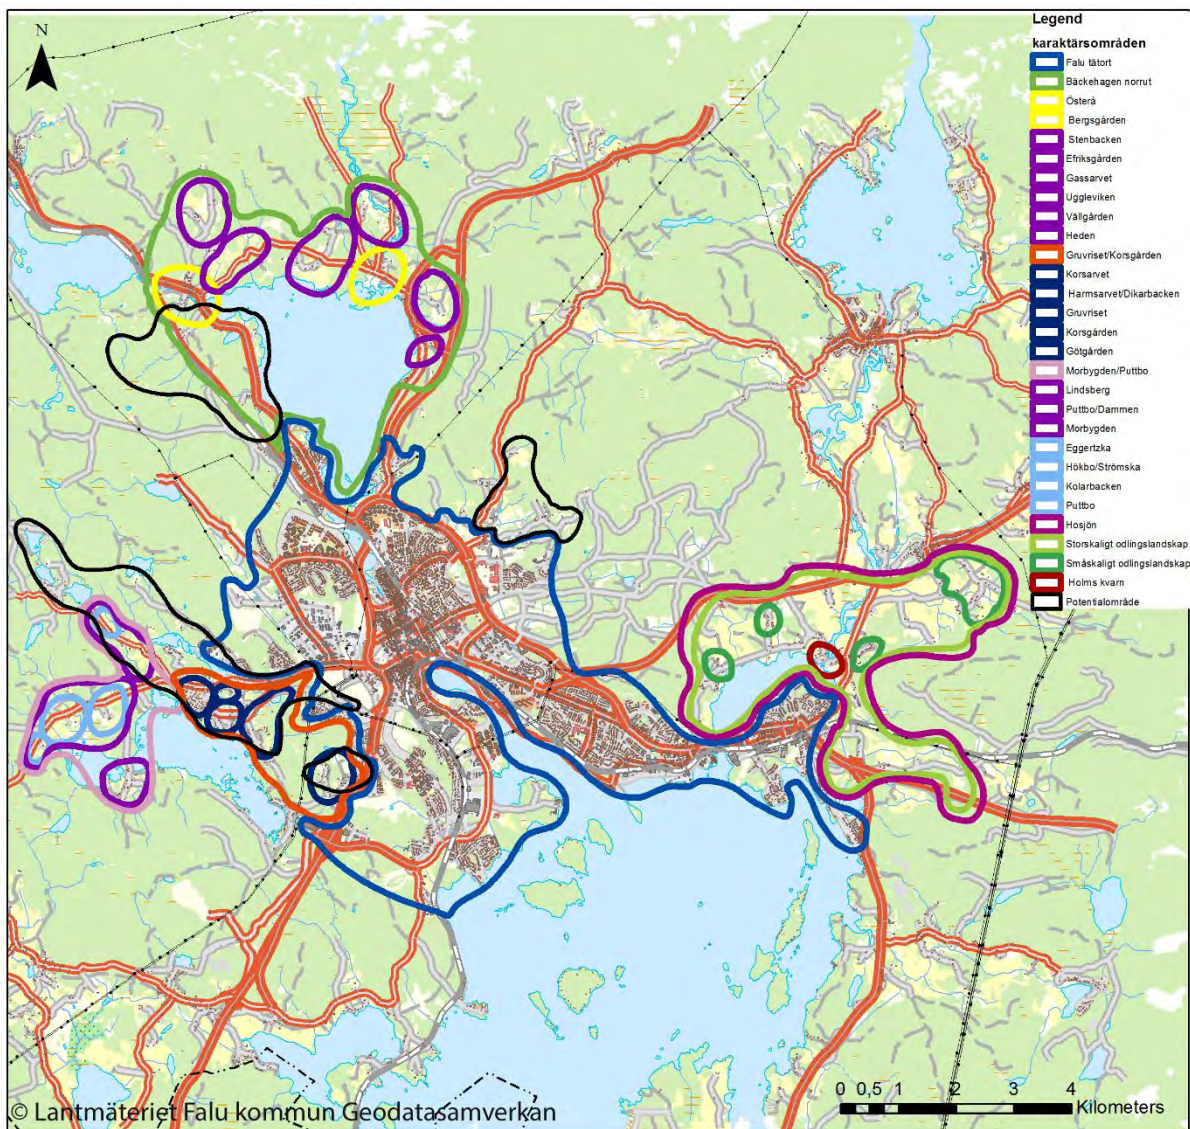 N
Legend
karaktärsområden
Falu tätort
Bäckehagen norrut
Österå
Bergsgården
Stenbacken
Efriksgården
Gassarvet
Uggleviken
Vällgården
Heden
Gruvriset/Korsgården
Korsarvet
Harmsarvet/Dikarbacken
Gruvriset
Korsgården
Götgården
Morbygden/Puttbo
Lindsberg
Puttbo/Dammen
Morbygden
Eggertzka
Hökbo/Strömska
Kolarbacken
Puttbo
Hosjön
Storskaligt odlingslandskap
Småskaligt odlingslandskap
Holms kvarn
Potentialområde
0 0,5 1 2 3 4
Kilometers
© Lantmäteriet Falu kommun Geodatasamverkan